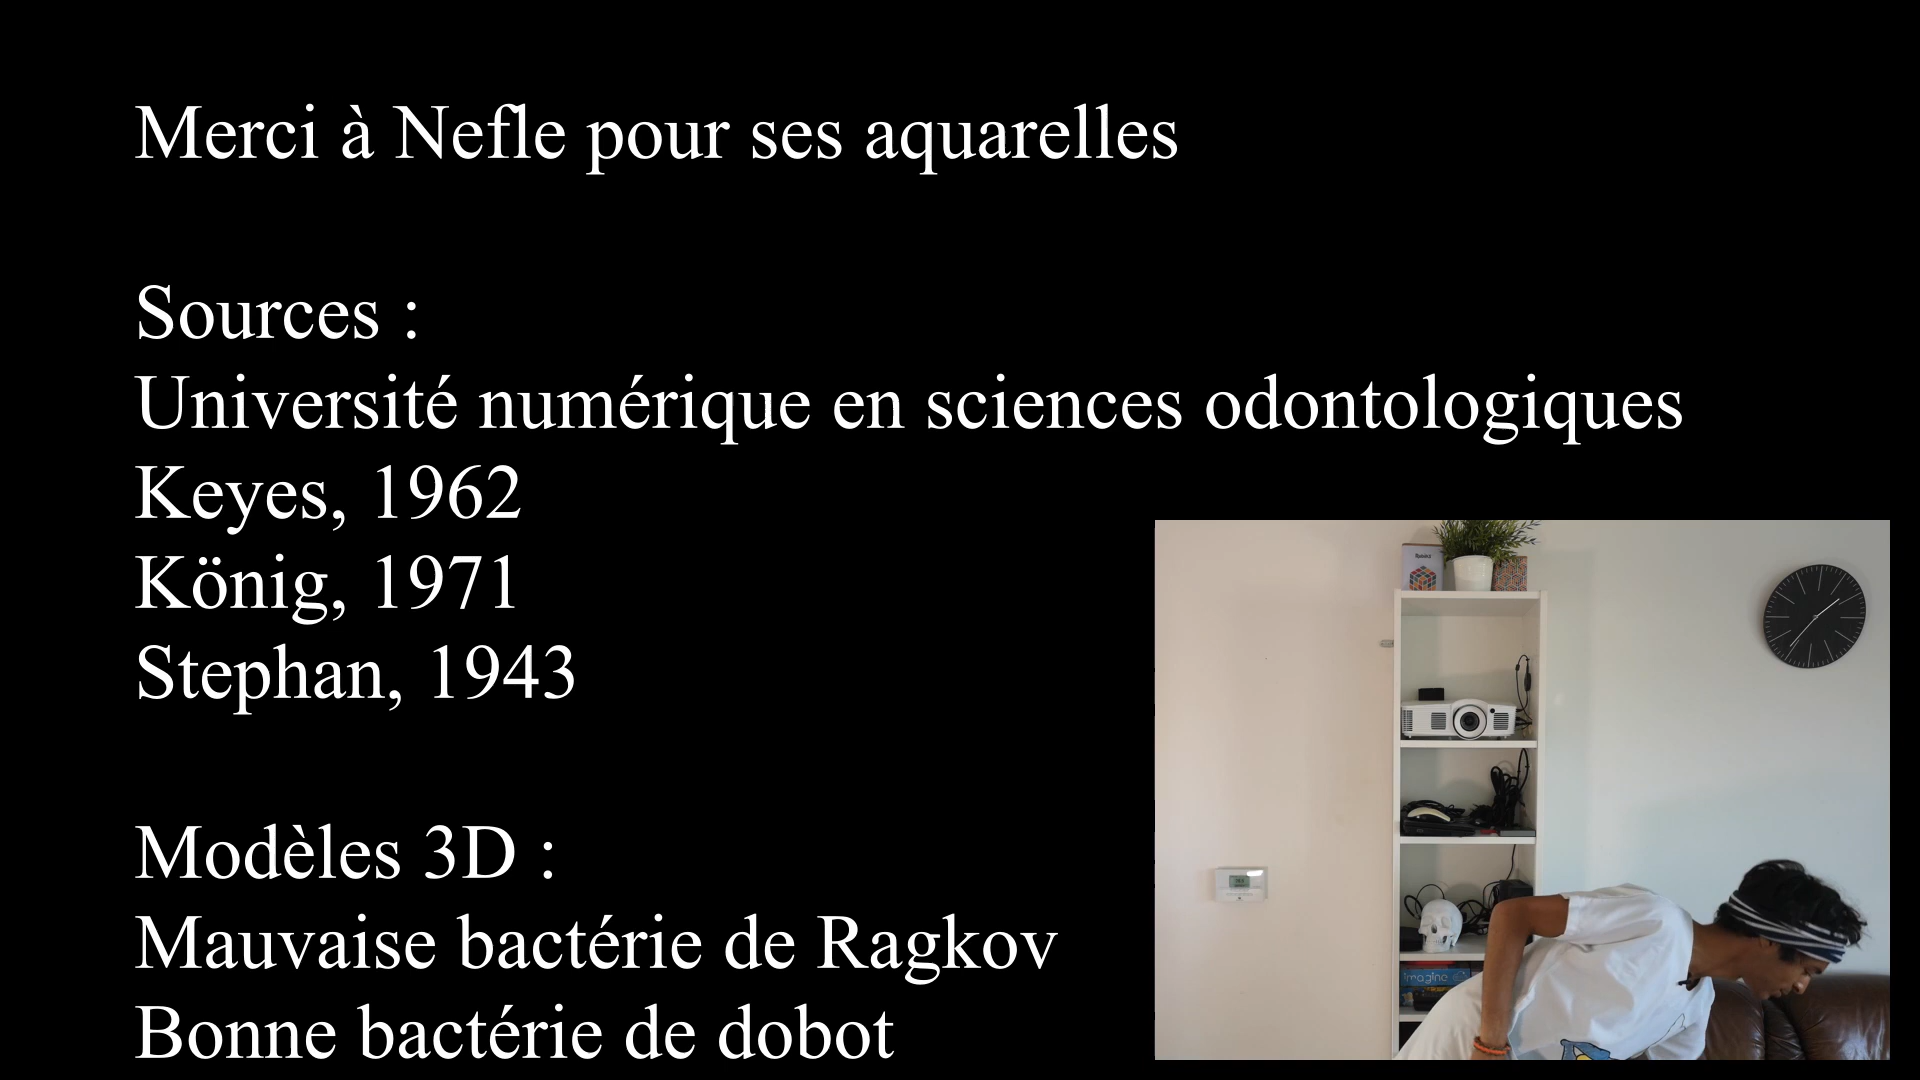 Merci à Nefle pour ses aquarelles
Sources :
Université numérique en sciences odontologiques
Keyes, 1962
König, 1971
Stephan, 1943
Modèles 3D :
Mauvaise bactérie de Ragkov
Bonne bactérie de dobot
imagine